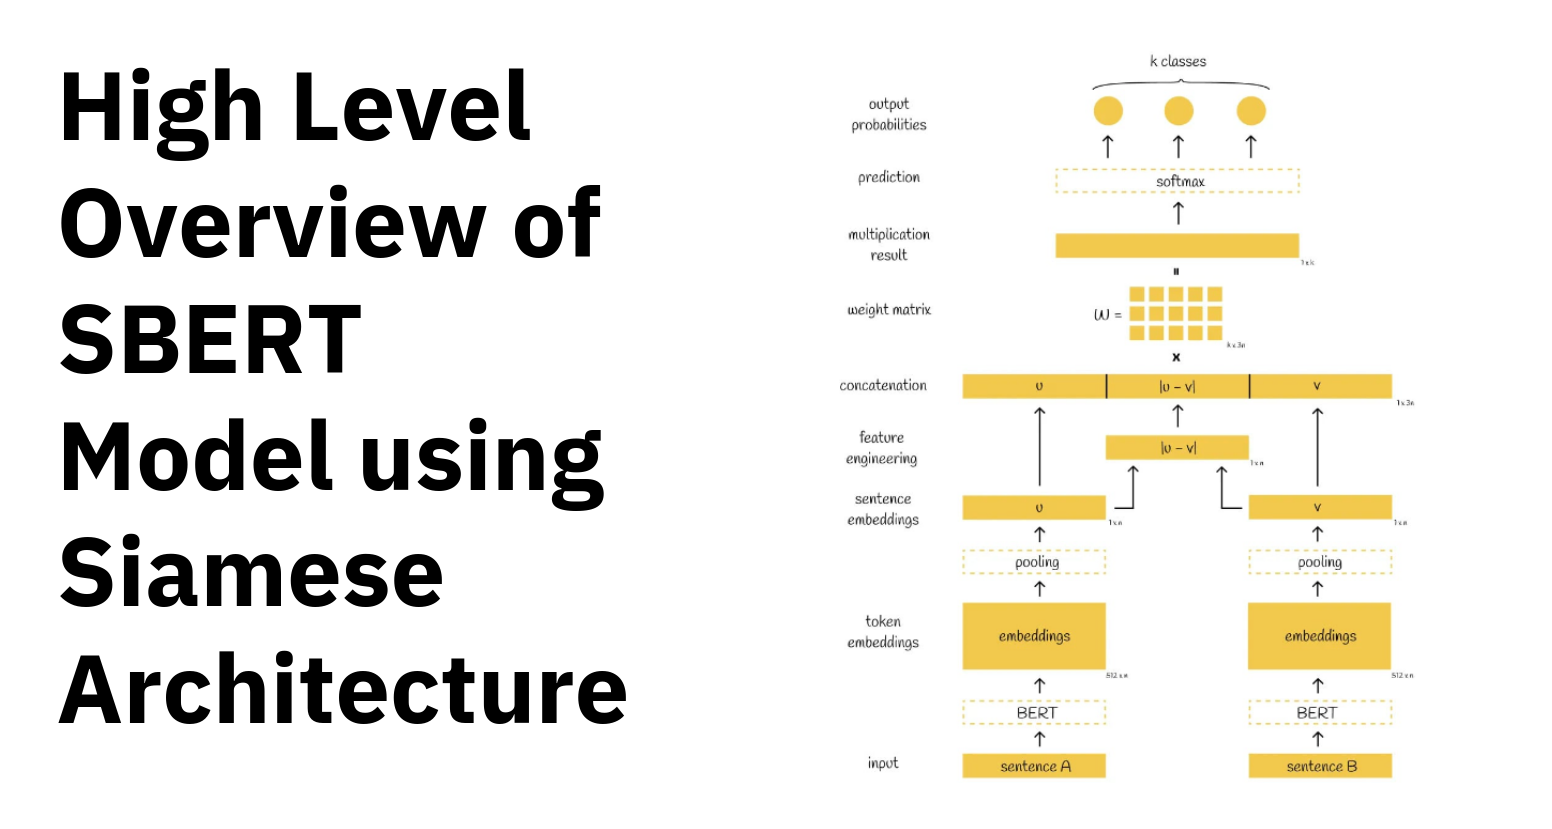 High Level
Overview of
SBERT
Model using
Siamese
Architecture
k classes
output
probabilities
prediction
softmax
multiplication
result
1 x k
=
weight matrix
W =
k x 3n
x
concatenation
u
|u - v|
v
1 x 3n
feature
engineering
|u - v|
1 x n
sentence
embeddings
u
1 x n
v
1 x n
pooling
pooling
token
embeddings
embeddings
512 x n
embeddings
512 x n
BERT
BERT
input
sentence A
sentence B